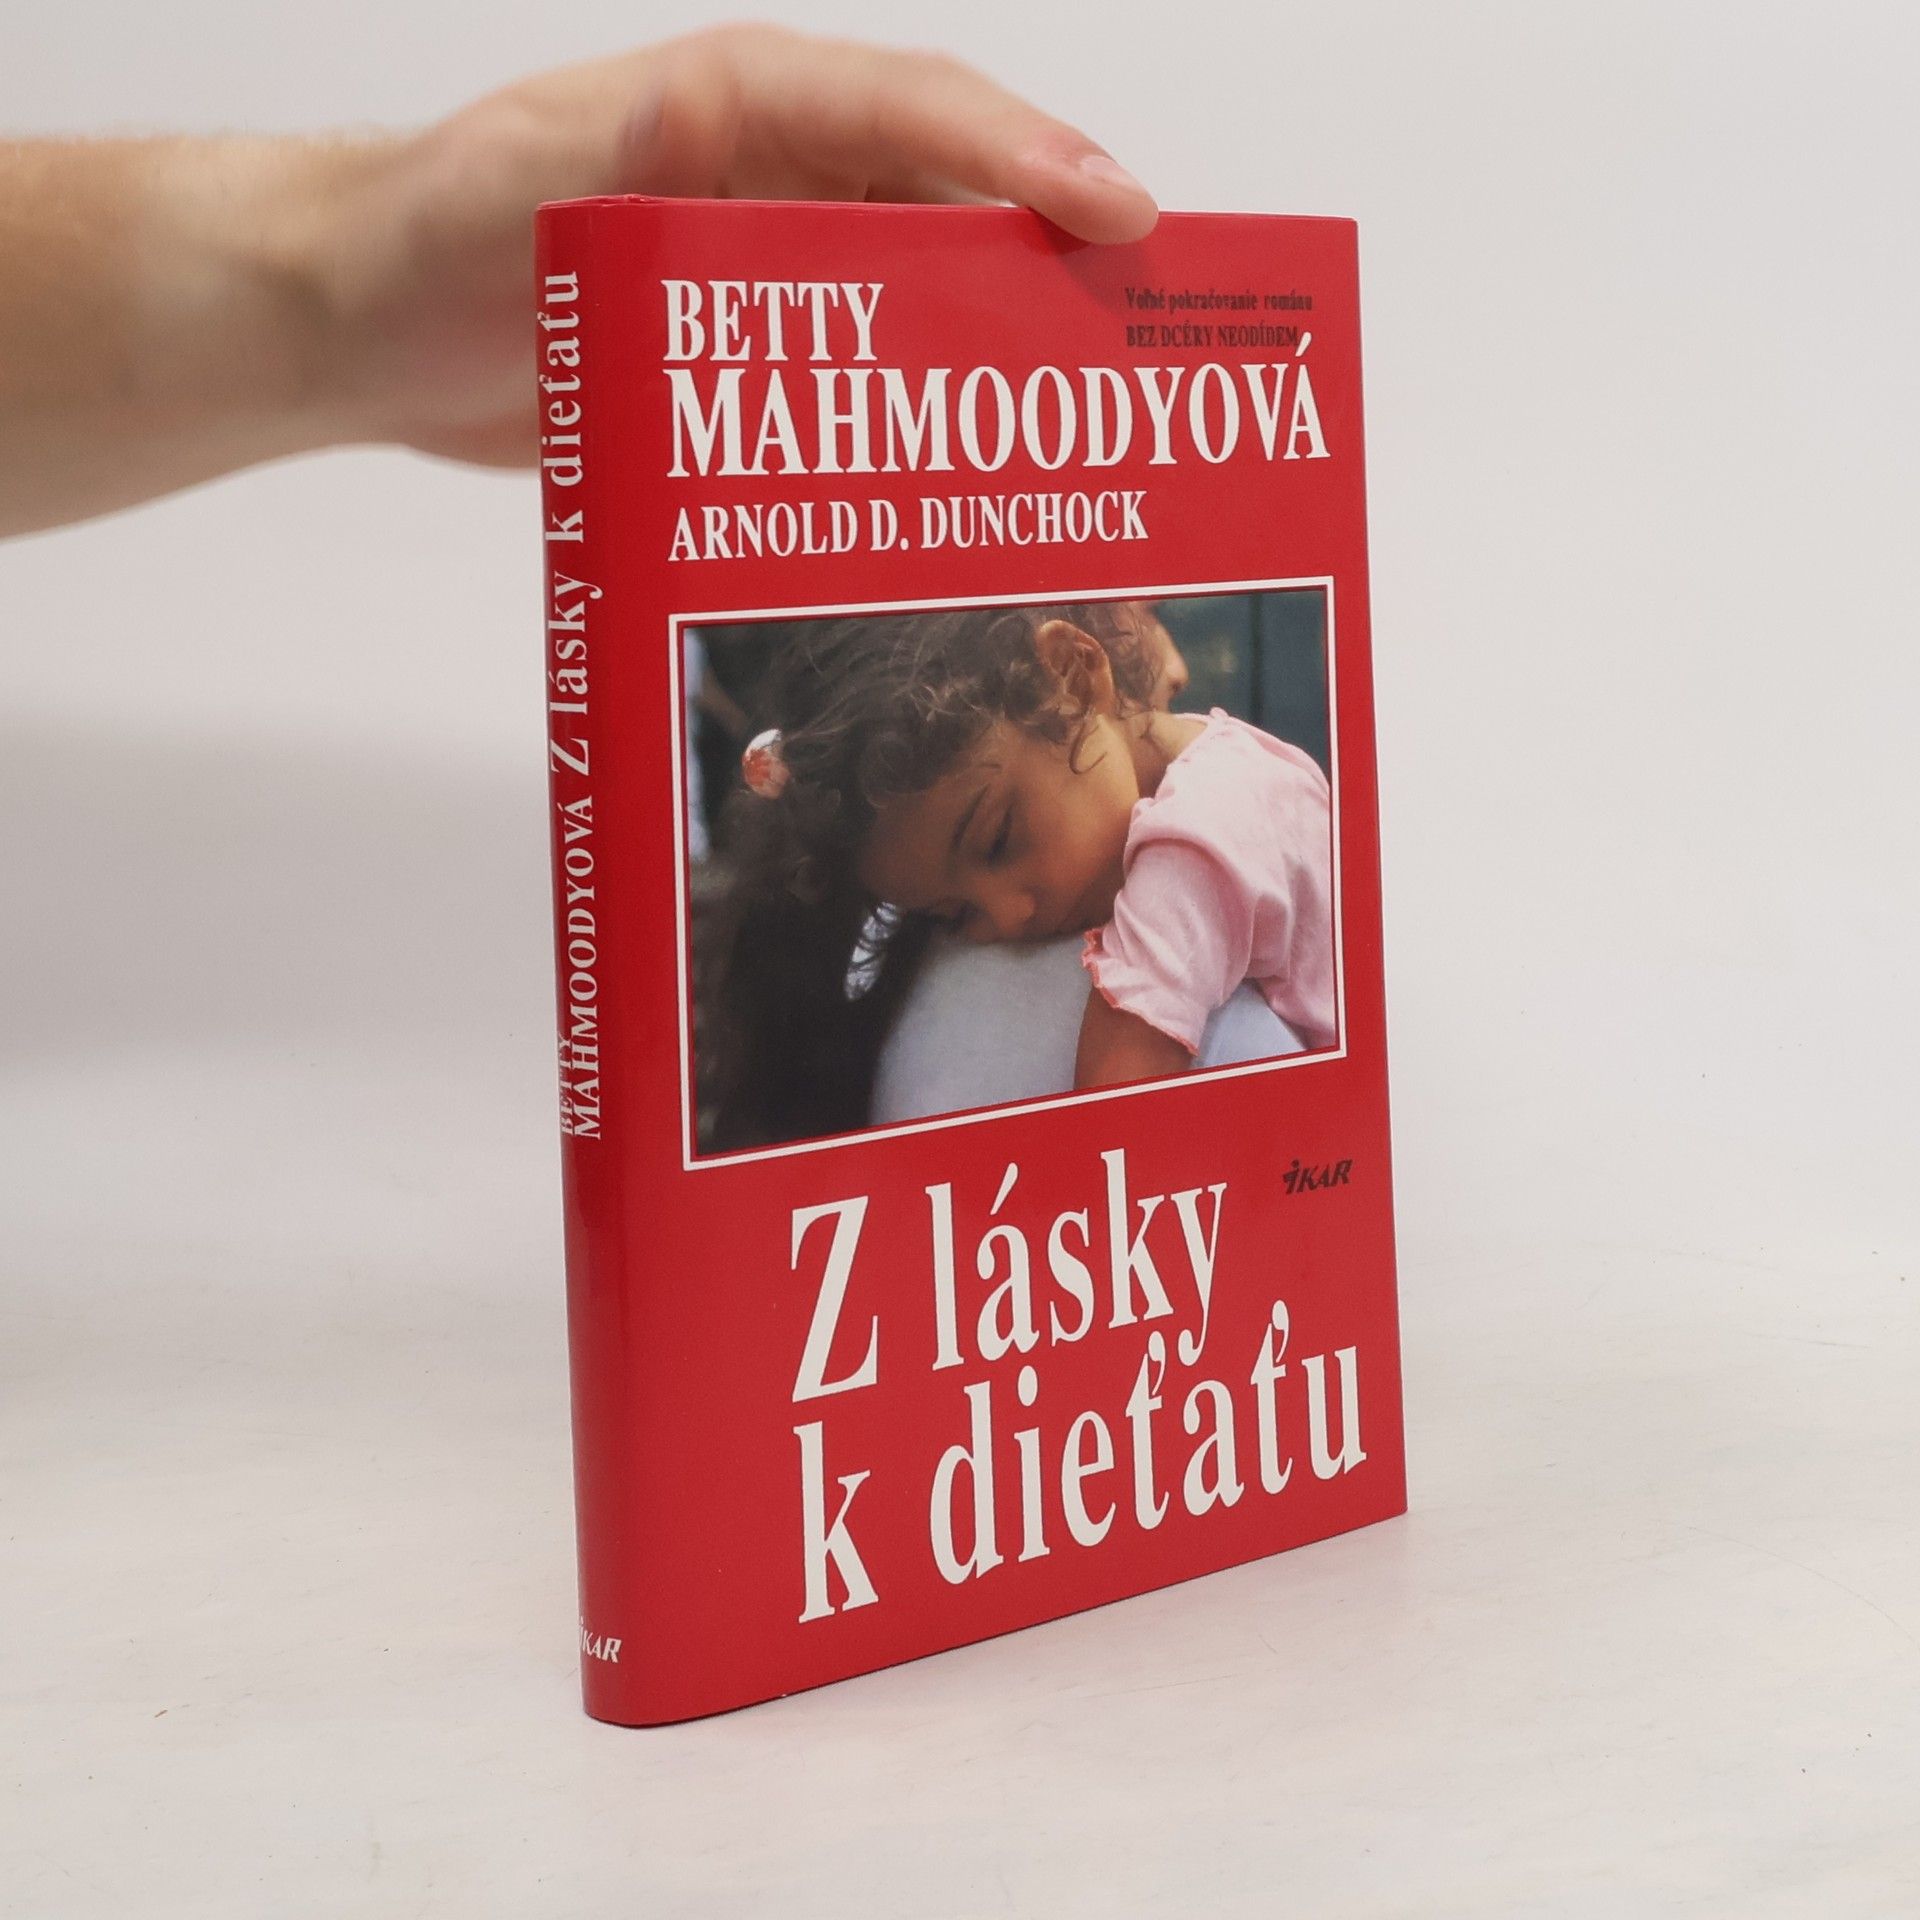 BETTY
MAHMOODYOVÁ
ARNOLD D. DUNCHOCK
Voľné pokračovanie románu
BEZ DCÉRY NEODÍDEM
iKAR
Z lásky
k dieťaťu
BETTY
MAHMOODYOVÁ Z lásky k dieťaťu
iKAR